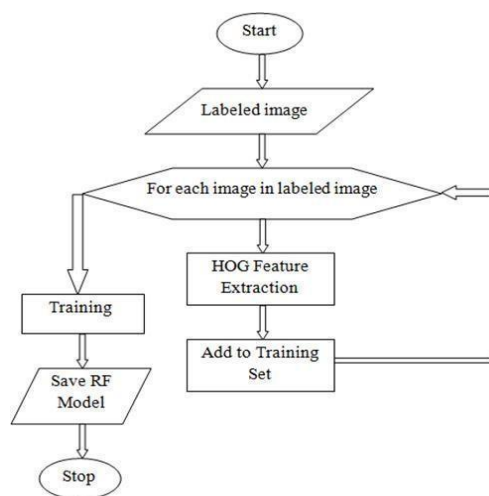 Start
Labeled image
For each image in labeled image
HOG Feature
Extraction
Add to Training
Set
Training
Save RF
Model
Stop